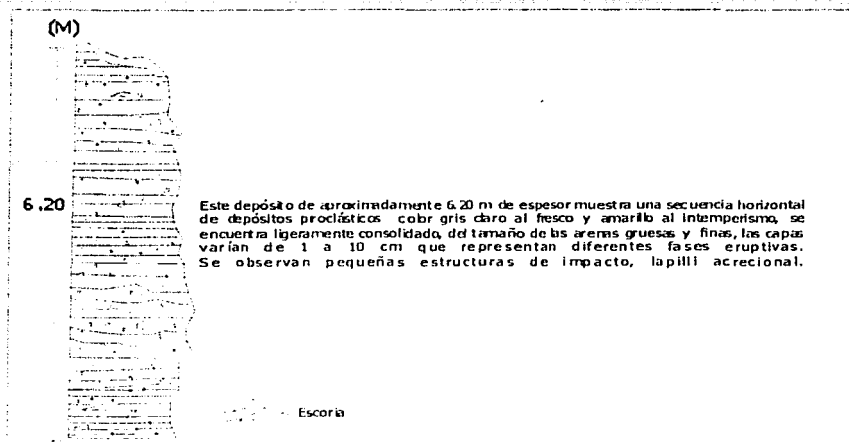 (M)
6.20
Este depósito de aproximadamente 6.20 m de espesor muestra una secuencia horizontal
de depósitos proclásticos cobr gris claro al fresco y amarillo al intemperismo, se
encuentra ligeramente consolidado, del tamaño de las arenas gruesas y finas, las capas
varían de 1 a 10 cm que representan diferentes fases eruptivas.
Se observan pequeñas estructuras de impacto, lapilli acrecional.
Escoria